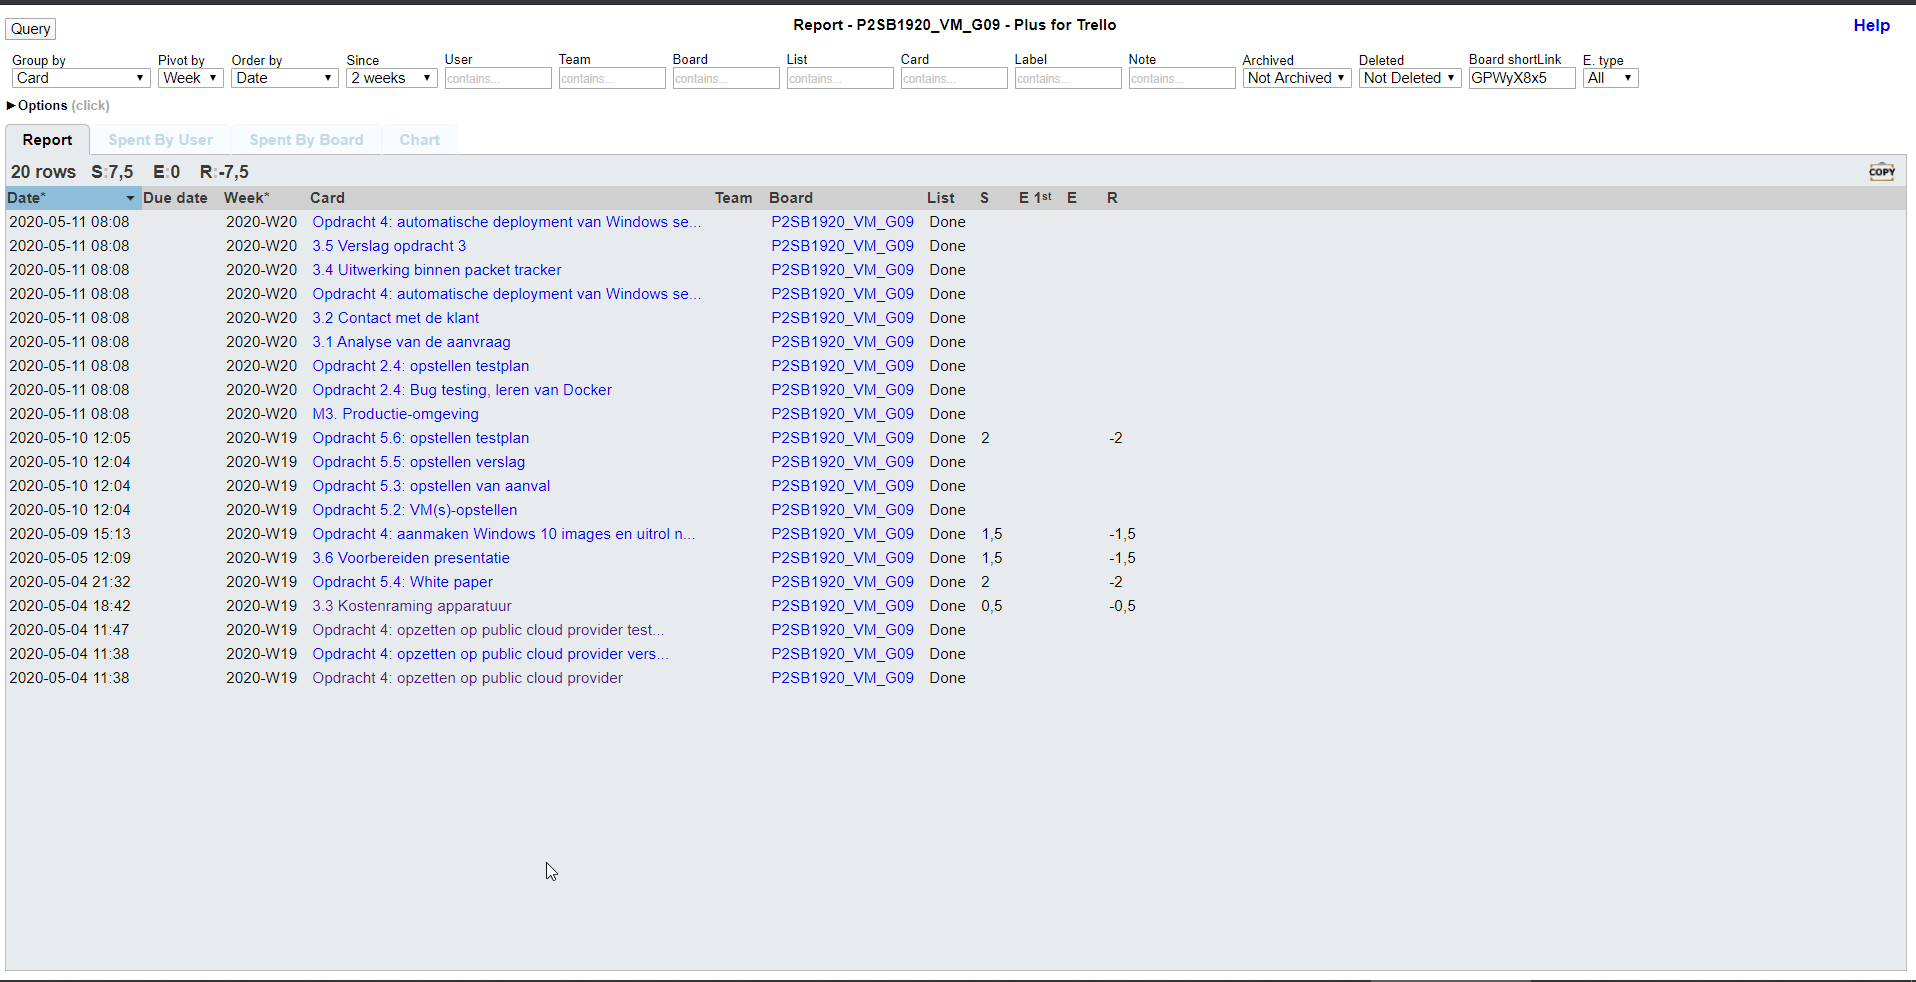 Report - P2SB1920_VM_G09 - Plus for Trello
Help
Query
Group by Pivot by Order by Since User Team Board List Card Label Note Archived Deleted Board shortLink E. type
Card Week Date 2 weeks contains... contains... contains... contains... contains... contains... contains... Not Archived Not Deleted GPWyX8x5 All
Options (click)
Report Spent By User Spent By Board Chart
20 rows S:7,5 E:0 R:-7,5 COPY
Date* Due date Week* Card Team Board List S E 1st E R
2020-05-11 08:08 2020-W20 Opdracht 4: automatische deployment van Windows se... P2SB1920_VM_G09 Done
2020-05-11 08:08 2020-W20 3.5 Verslag opdracht 3 P2SB1920_VM_G09 Done
2020-05-11 08:08 2020-W20 3.4 Uitwerking binnen packet tracker P2SB1920_VM_G09 Done
2020-05-11 08:08 2020-W20 Opdracht 4: automatische deployment van Windows se... P2SB1920_VM_G09 Done
2020-05-11 08:08 2020-W20 3.2 Contact met de klant P2SB1920_VM_G09 Done
2020-05-11 08:08 2020-W20 3.1 Analyse van de aanvraag P2SB1920_VM_G09 Done
2020-05-11 08:08 2020-W20 Opdracht 2.4: opstellen testplan P2SB1920_VM_G09 Done
2020-05-11 08:08 2020-W20 Opdracht 2.4: Bug testing, leren van Docker P2SB1920_VM_G09 Done
2020-05-11 08:08 2020-W20 M3. Productie-omgeving P2SB1920_VM_G09 Done
2020-05-10 12:05 2020-W19 Opdracht 5.6: opstellen testplan P2SB1920_VM_G09 Done 2 -2
2020-05-10 12:04 2020-W19 Opdracht 5.5: opstellen verslag P2SB1920_VM_G09 Done
2020-05-10 12:04 2020-W19 Opdracht 5.3: opstellen van aanval P2SB1920_VM_G09 Done
2020-05-10 12:04 2020-W19 Opdracht 5.2: VM(s)-opstellen P2SB1920_VM_G09 Done
2020-05-09 15:13 2020-W19 Opdracht 4: aanmaken Windows 10 images en uitrol n... P2SB1920_VM_G09 Done 1,5 -1,5
2020-05-05 12:09 2020-W19 3.6 Voorbereiden presentatie P2SB1920_VM_G09 Done 1,5 -1,5
2020-05-04 21:32 2020-W19 Opdracht 5.4: White paper P2SB1920_VM_G09 Done 2 -2
2020-05-04 18:42 2020-W19 3.3 Kostenraming apparatuur P2SB1920_VM_G09 Done 0,5 -0,5
2020-05-04 11:47 2020-W19 Opdracht 4: opzetten op public cloud provider test... P2SB1920_VM_G09 Done
2020-05-04 11:38 2020-W19 Opdracht 4: opzetten op public cloud provider vers... P2SB1920_VM_G09 Done
2020-05-04 11:38 2020-W19 Opdracht 4: opzetten op public cloud provider P2SB1920_VM_G09 Done